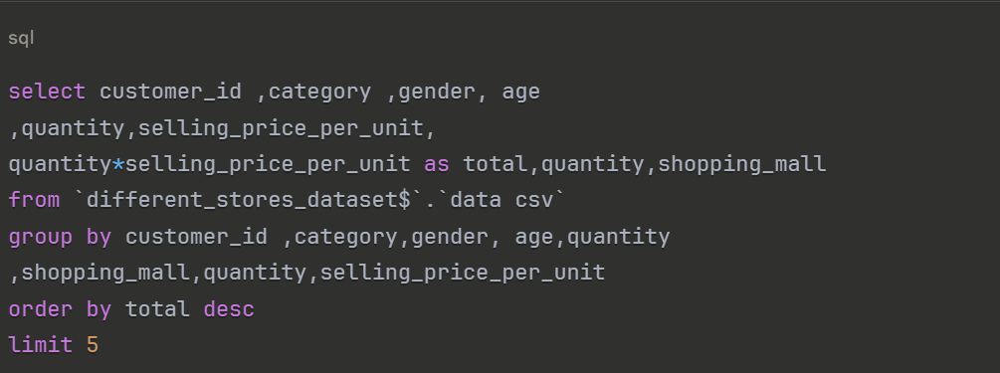 sql
select customer_id ,category ,gender, age
,quantity,selling_price_per_unit,
quantity*selling_price_per_unit as total,quantity,shopping_mall
from `different_stores_dataset$`.`data csv`
group by customer_id ,category,gender, age,quantity
,shopping_mall,quantity,selling_price_per_unit
order by total desc
limit 5